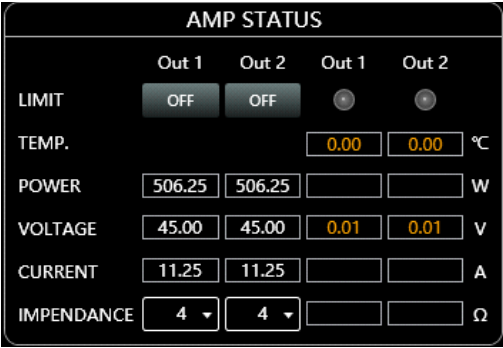 AMP STATUS
Out 1 Out 2 Out 1 Out 2
LIMIT OFF OFF
TEMP. 0.00 0.00 ℃
POWER 506.25 506.25 W
VOLTAGE 45.00 45.00 0.01 0.01 V
CURRENT 11.25 11.25 A
IMPENDANCE 4 4 Ω